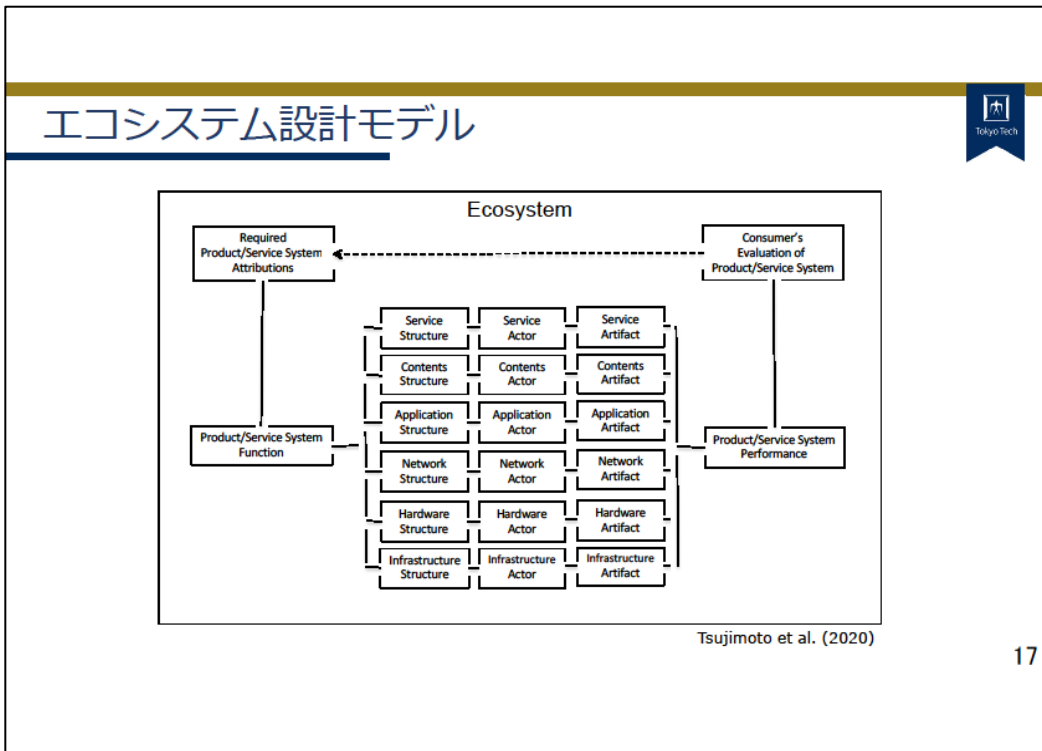 エコシステム設計モデル
Tokyo Tech
Ecosystem
Required
Product/Service System
Attributions
Consumer's
Evaluation of
Product/Service System
Service
Structure
Service
Actor
Service
Artifact
Contents
Structure
Contents
Actor
Contents
Artifact
Application
Structure
Application
Actor
Application
Artifact
Product/Service System
Function
Product/Service System
Performance
Network
Structure
Network
Actor
Network
Artifact
Hardware
Structure
Hardware
Actor
Hardware
Artifact
Infrastructure
Structure
Infrastructure
Actor
Infrastructure
Artifact
Tsujimoto et al. (2020)
17